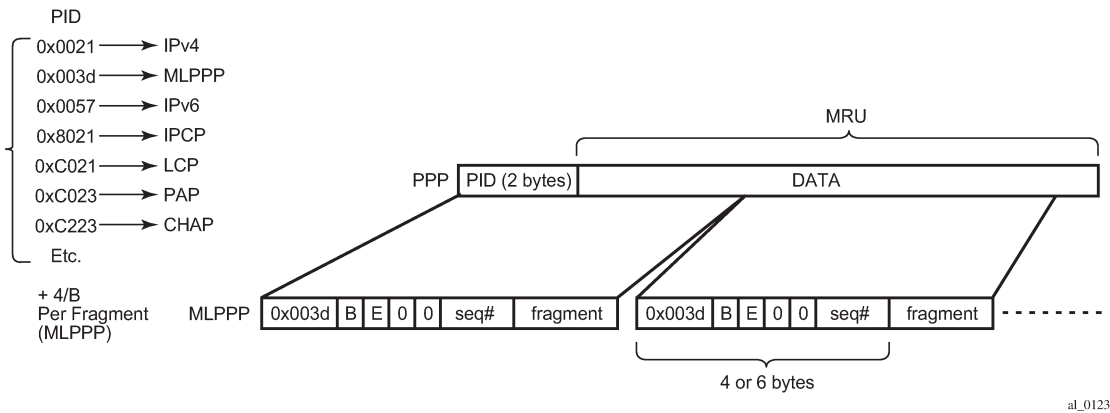 PID
0x0021 IPv4
0x003d MLPPP
0x0057 IPv6
0x8021 IPCP
0xC021 LCP
0xC023 PAP
0xC223 CHAP
Etc.
+ 4/B
Per Fragment
(MLPPP)
MRU
PPP PID (2 bytes) DATA
MLPPP 0x003d B E 0 0 seq# fragment 0x003d B E 0 0 seq# fragment
4 or 6 bytes
al_0123